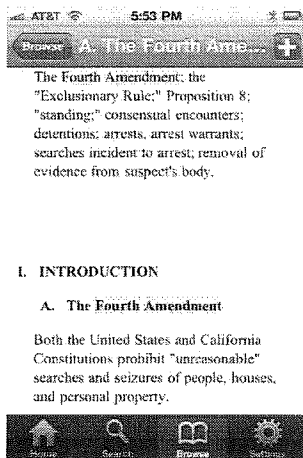 AT&T 5:53 PM
Browse A. The Fourth Ame... +
The Fourth Amendment; the
"Exclusionary Rule;" Proposition 8;
"standing;" consensual encounters;
detentions; arrests, arrest warrants;
searches incident to arrest; removal of
evidence from suspect's body.
I. INTRODUCTION
A. The Fourth Amendment
Both the United States and California
Constitutions prohibit "unreasonable"
searches and seizures of people, houses,
and personal property.
Home Search Browse Settings